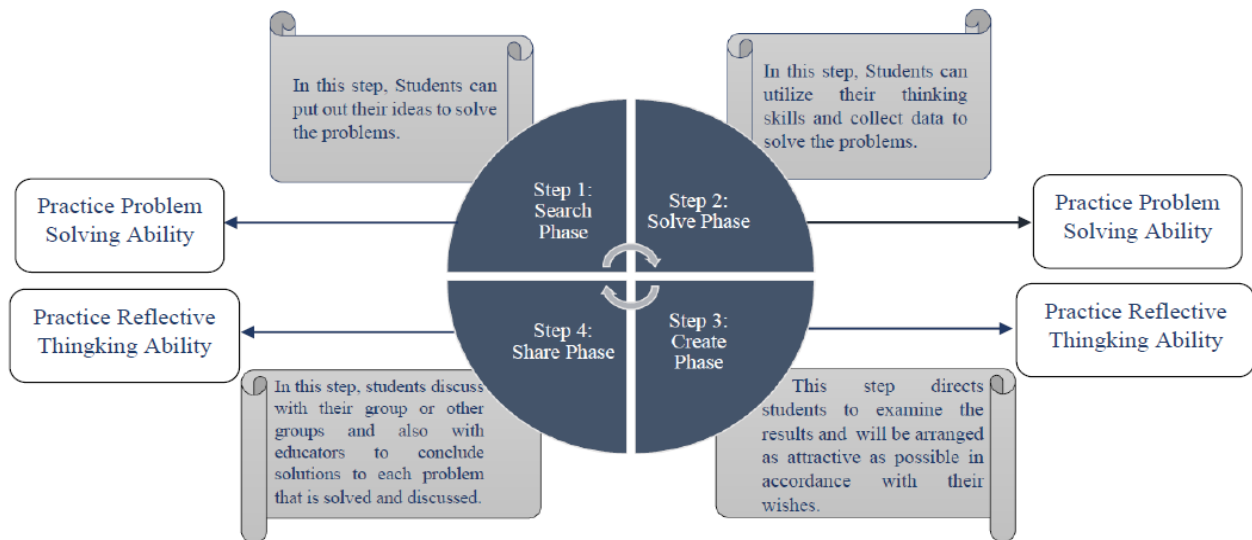 In this step, Students can
put out their ideas to solve
the problems.
In this step, Students can
utilize their thinking
skills and collect data to
solve the problems.
Practice Problem
Solving Ability
Step 1:
Search
Phase
Step 2:
Solve Phase
Practice Problem
Solving Ability
Practice Reflective
Thingking Ability
Step 4:
Share Phase
Step 3:
Create
Phase
Practice Reflective
Thingking Ability
In this step, students discuss
with their group or other
groups and also with
educators to conclude
solutions to each problem
that is solved and discussed.
This step directs
students to examine the
results and will be arranged
as attractive as possible in
accordance with their
wishes.